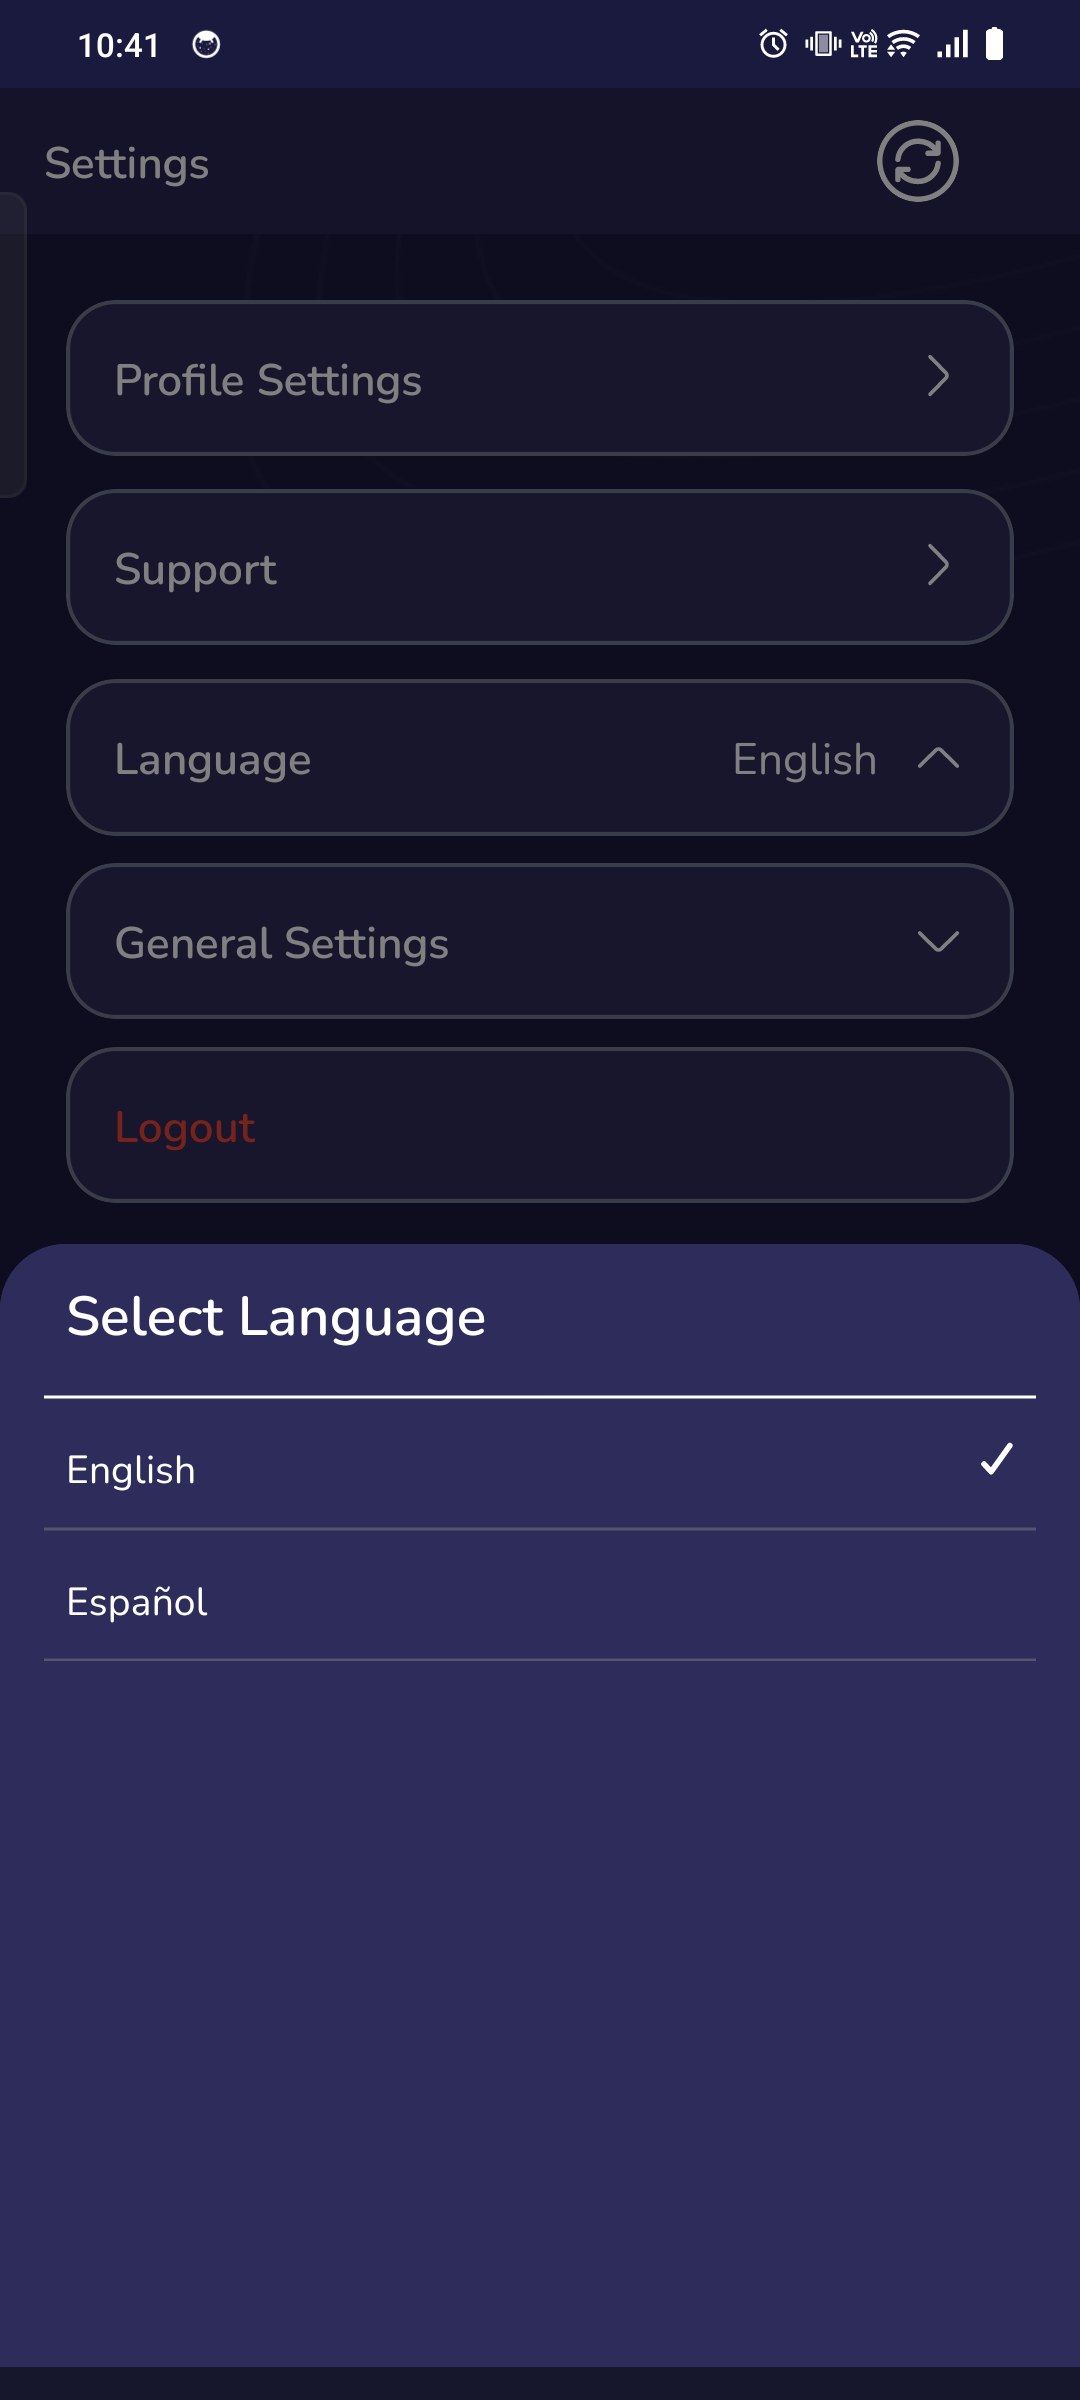 10:41
Vo) LTE
Settings
Profile Settings
Support
Language English
General Settings
Logout
Select Language
English
Español